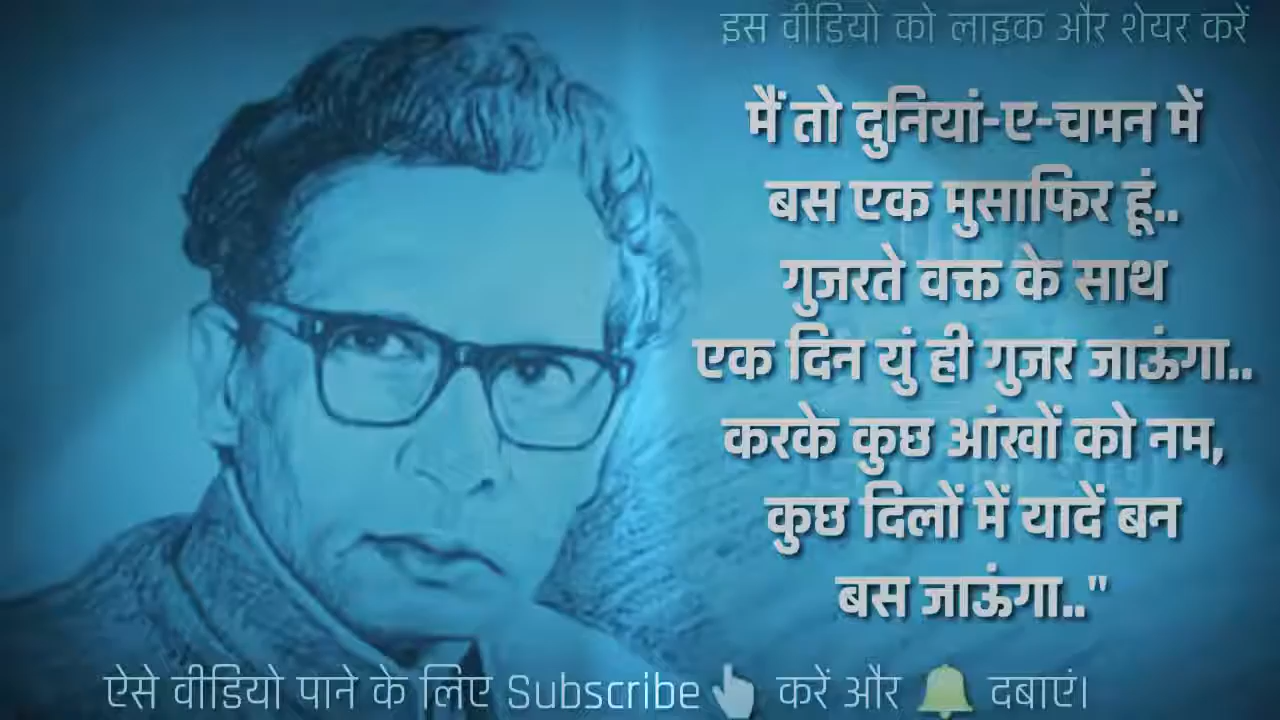 इस वीडियो को लाइक और शेयर करें
मैं तो दुनियां-ए-चमन में
बस एक मुसाफिर हूं..
गुजरते वक्त के साथ
एक दिन युं ही गुजर जाऊंगा..
करके कुछ आंखों को नम,
कुछ दिलों में यादें बन
बस जाऊंगा.."
ऐसे वीडियो पाने के लिए Subscribe करें और दबाएं।